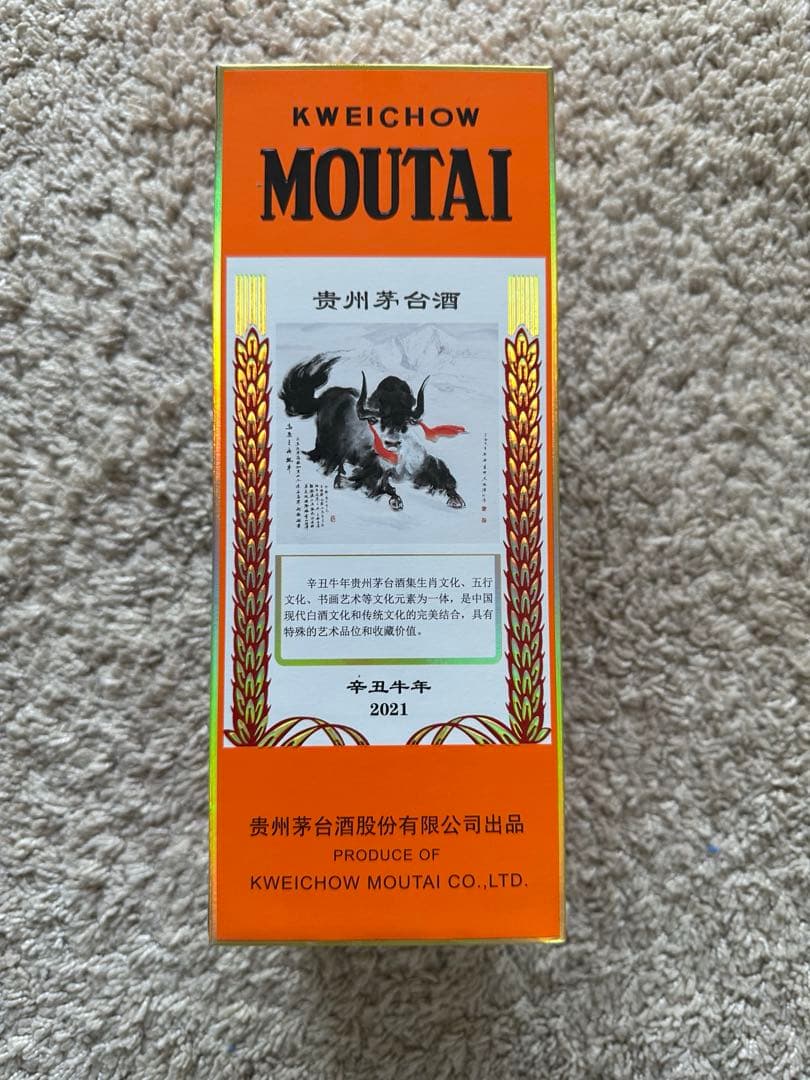 KWEICHOW
MOUTAI
贵州茅台酒
辛丑牛年贵州茅台酒集生肖文化、五行
文化、书画艺术等文化元素为一体，是中国
现代白酒文化和传统文化的完美结合，具有
特殊的艺术品位和收藏价值。
辛丑牛年
2021
贵州茅台酒股份有限公司出品
PRODUCE OF
KWEICHOW MOUTAI CO.,LTD.